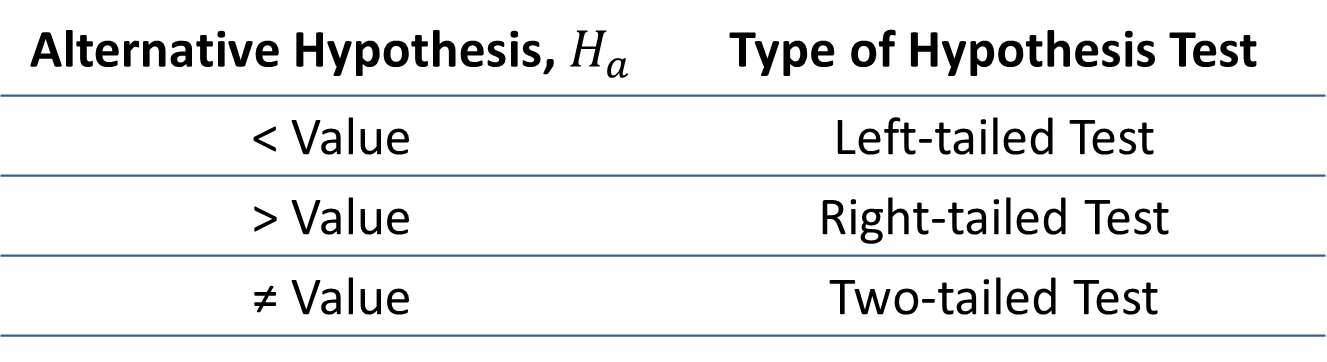 Alternative Hypothesis, Hₐ Type of Hypothesis Test
< Value Left-tailed Test
> Value Right-tailed Test
≠ Value Two-tailed Test